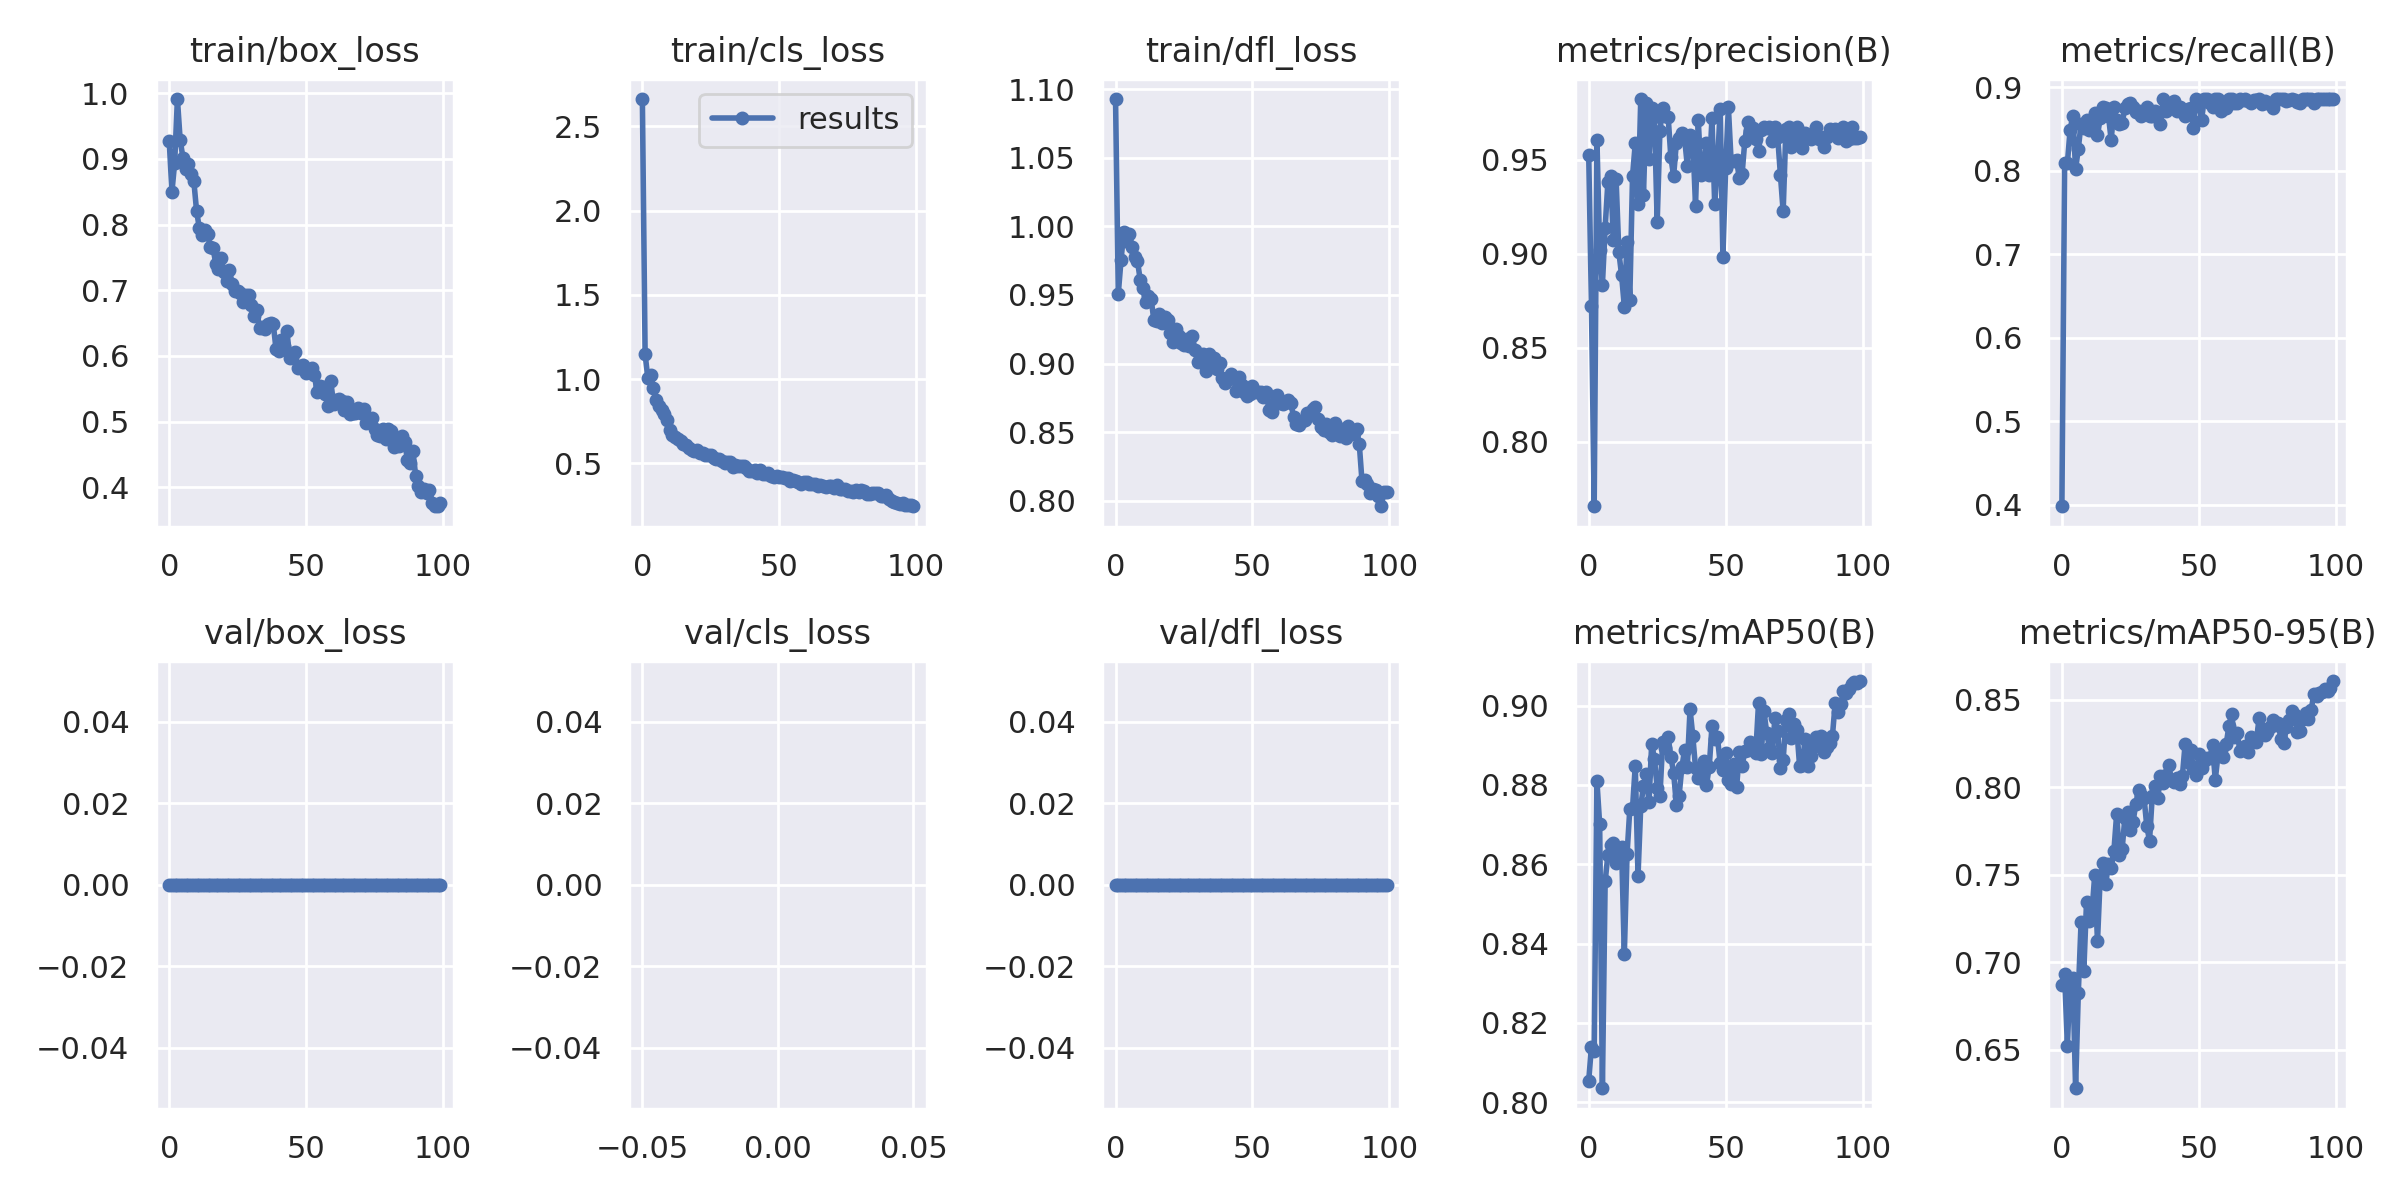 train/box_loss
train/cls_loss
train/dfl_loss
metrics/precision(B)
metrics/recall(B)
1.0
0.9
0.8
0.7
0.6
0.5
0.4
0 50 100
results
2.5
2.0
1.5
1.0
0.5
0 50 100
1.10
1.05
1.00
0.95
0.90
0.85
0.80
0 50 100
0.95
0.90
0.85
0.80
0 50 100
0.9
0.8
0.7
0.6
0.5
0.4
0 50 100
val/box_loss
val/cls_loss
val/dfl_loss
metrics/mAP50(B)
metrics/mAP50-95(B)
0.04
0.02
0.00
−0.02
−0.04
0 50 100
0.04
0.02
0.00
−0.02
−0.04
−0.05 0.00 0.05
0.04
0.02
0.00
−0.02
−0.04
0 50 100
0.90
0.88
0.86
0.84
0.82
0.80
0 50 100
0.85
0.80
0.75
0.70
0.65
0 50 100